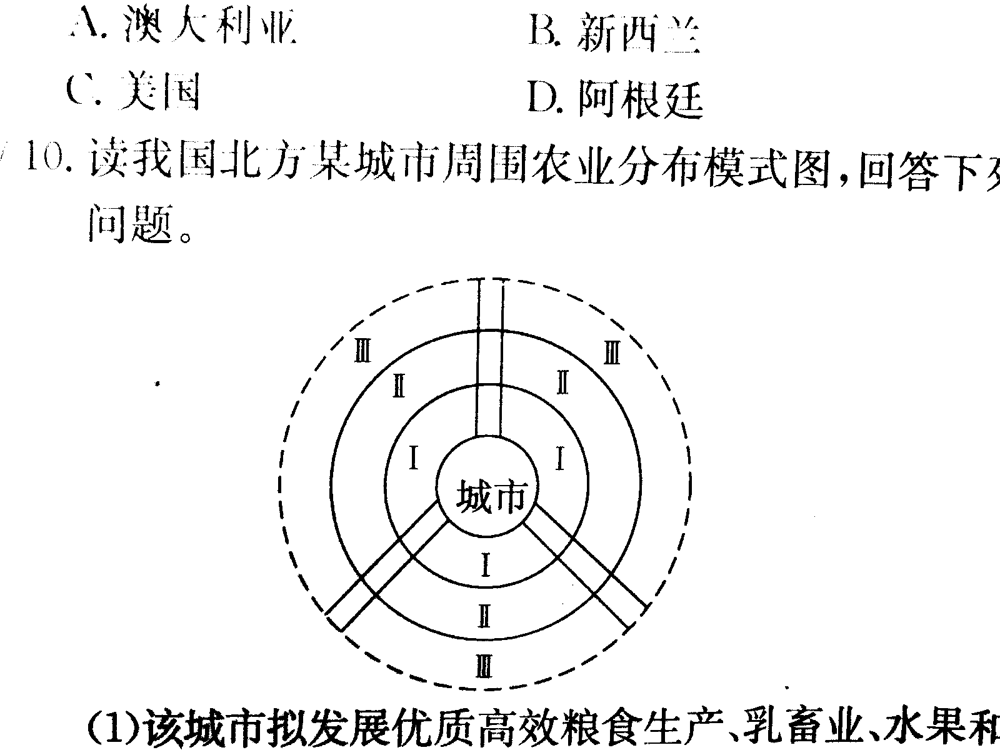 A. 澳大利亚 B. 新西兰
C. 美国 D. 阿根廷
10. 读我国北方某城市周围农业分布模式图,回答下
问题。
Ⅲ Ⅲ
Ⅱ Ⅱ
Ⅰ Ⅰ
城市
Ⅰ
Ⅱ
Ⅲ
(1)该城市拟发展优质高效粮食生产、乳畜业、水果和